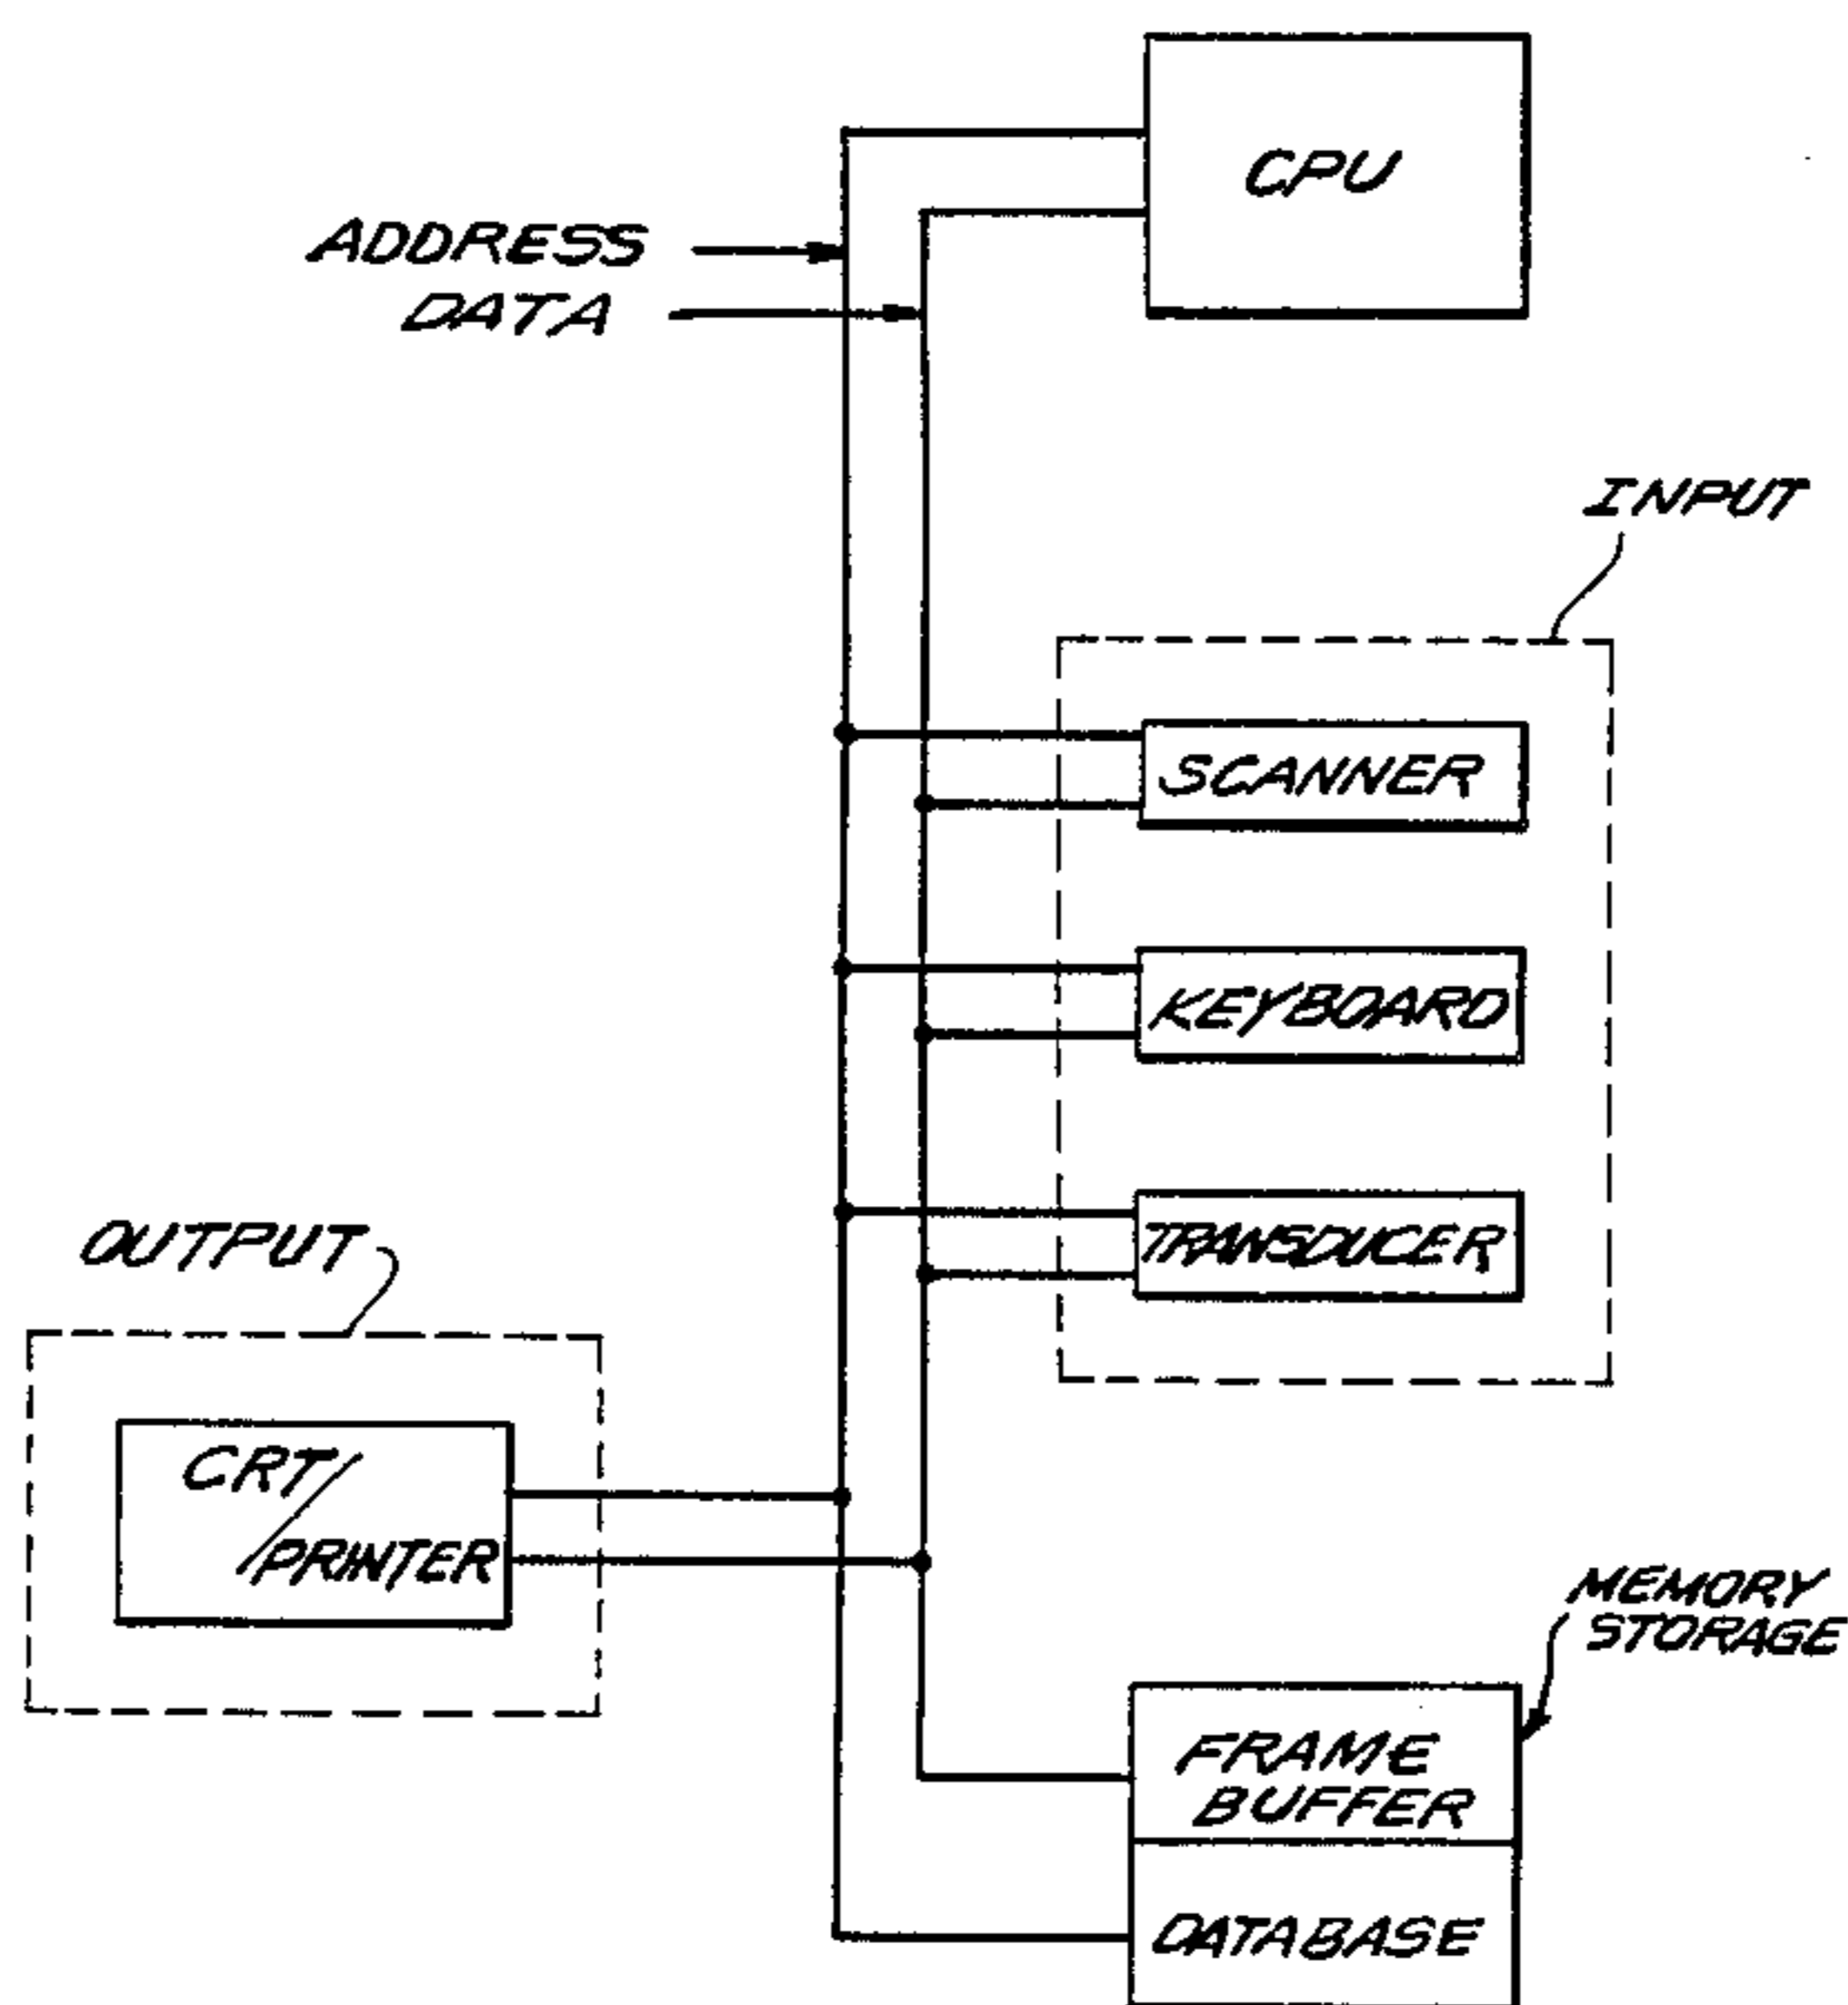 CPU
ADDRESS
DATA
INPUT
SCANNER
KEYBOARD
TRANSDUCER
OUTPUT
CRT/
PRINTER
MEMORY
STORAGE
FRAME
BUFFER
DATABASE